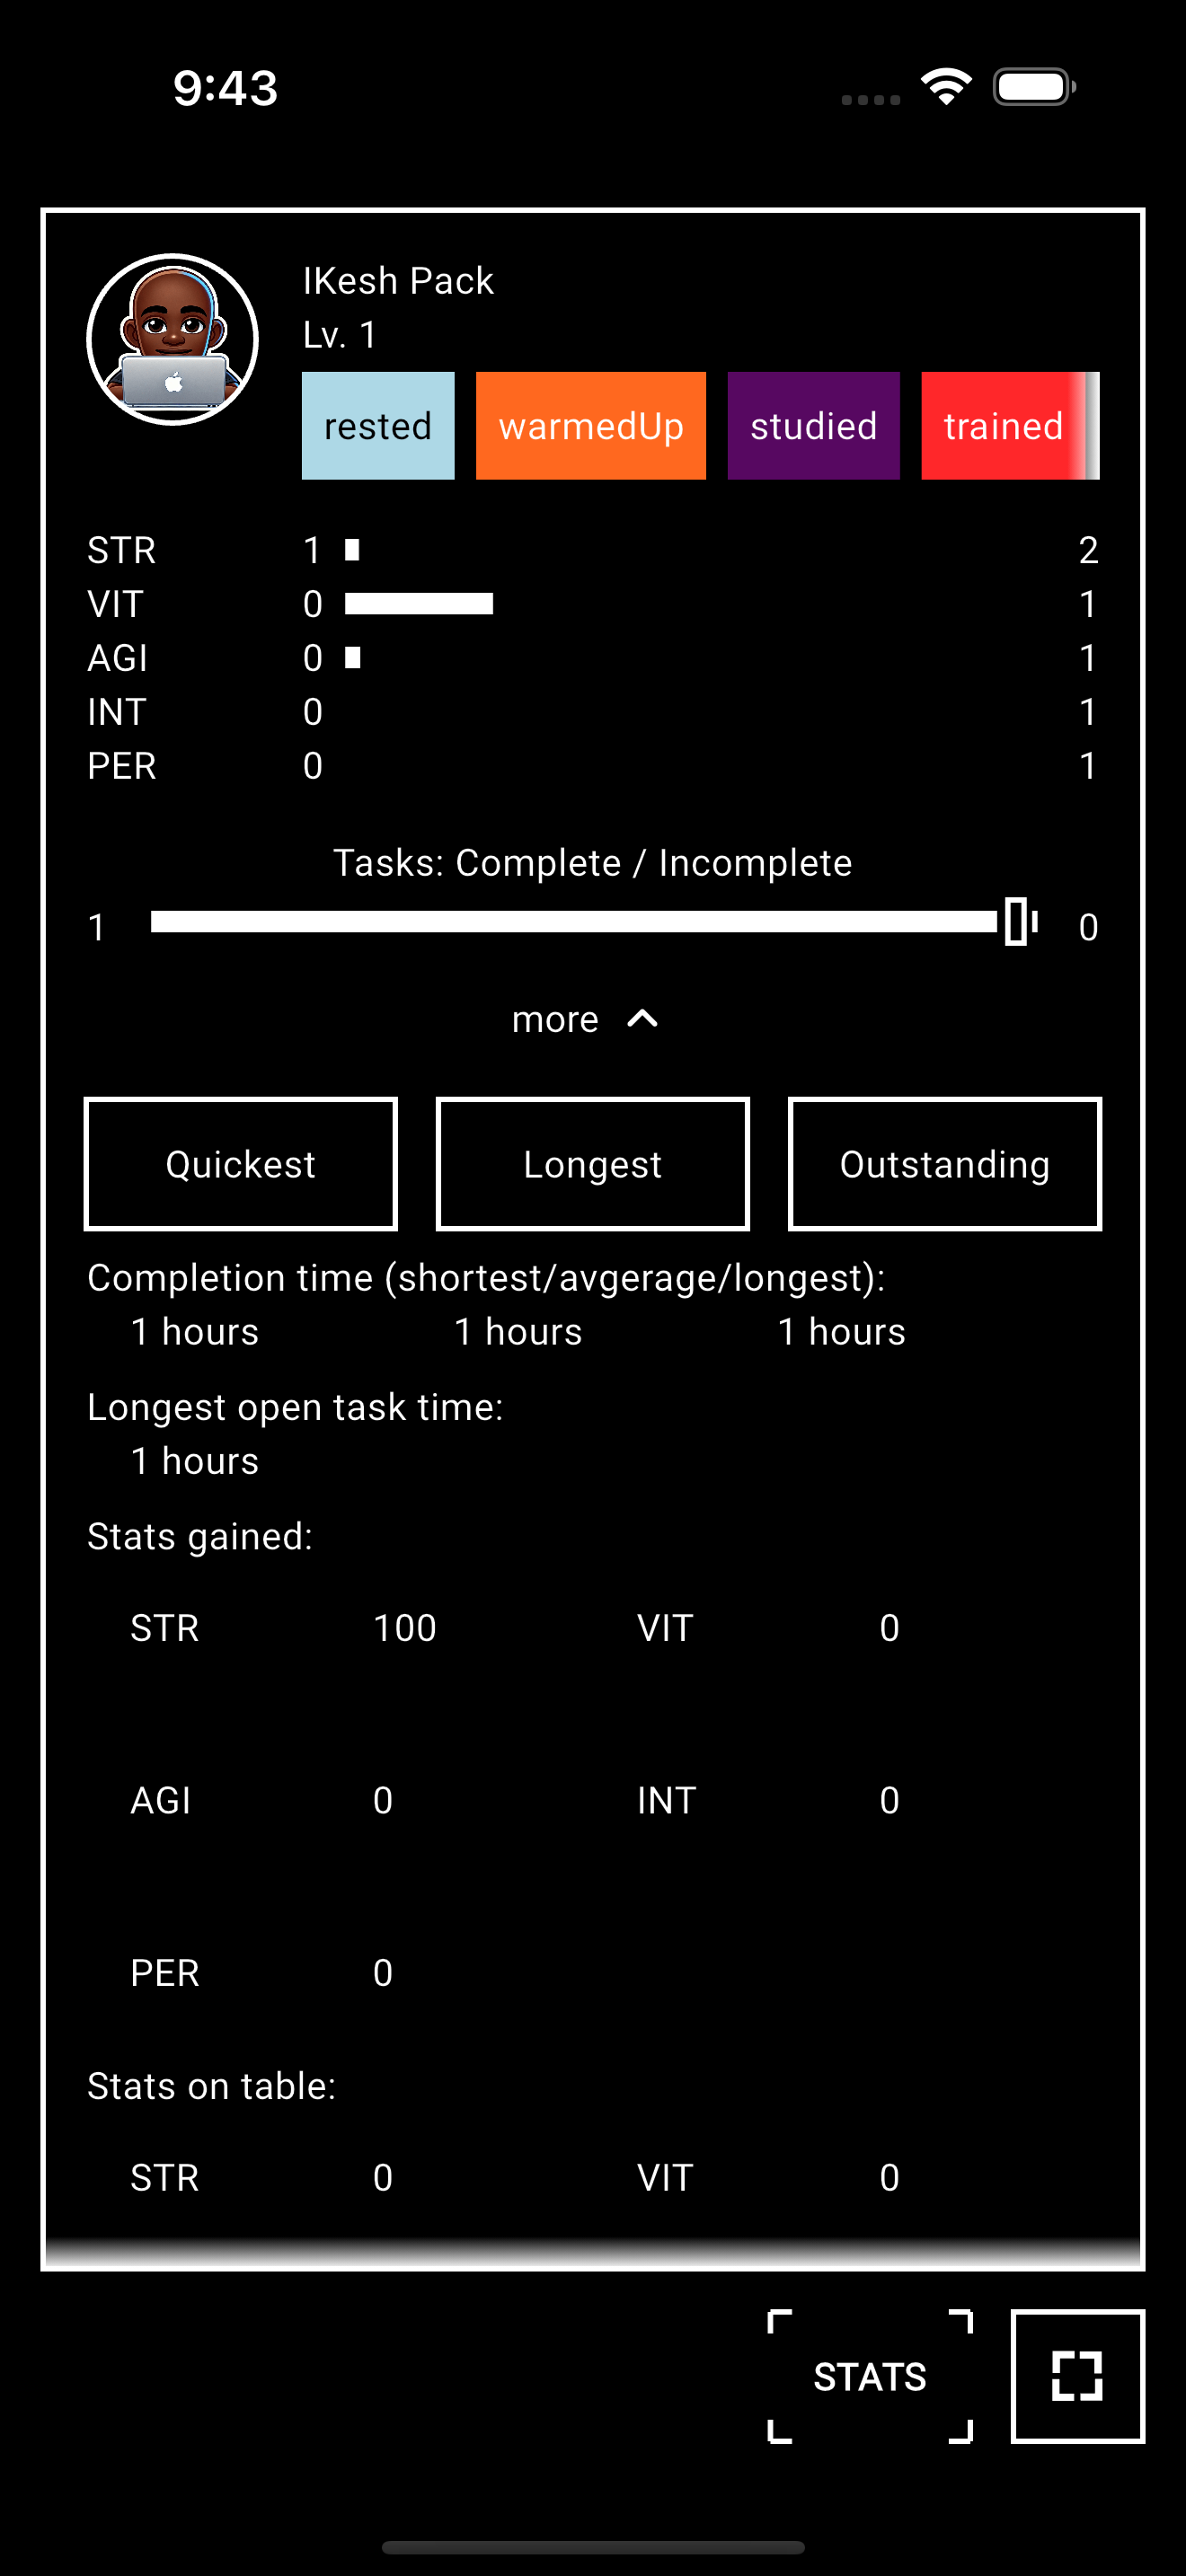 9:43
IKesh Pack
Lv. 1
rested warmedUp studied trained
STR 1 2
VIT 0 1
AGI 0 1
INT 0 1
PER 0 1
Tasks: Complete / Incomplete
1 0
more
Quickest Longest Outstanding
Completion time (shortest/avgerage/longest):
1 hours 1 hours 1 hours
Longest open task time:
1 hours
Stats gained:
STR 100 VIT 0
AGI 0 INT 0
PER 0
Stats on table:
STR 0 VIT 0
STATS